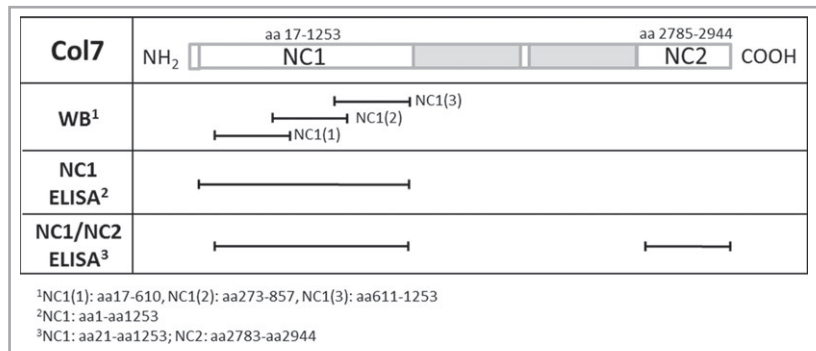 Col7
NH₂
aa 17-1253
NC1
aa 2785-2944
NC2
COOH
WB¹
NC1(3)
NC1(2)
NC1(1)
NC1
ELISA²
NC1/NC2
ELISA³
¹NC1(1): aa17-610, NC1(2): aa273-857, NC1(3): aa611-1253
²NC1: aa1-aa1253
³NC1: aa21-aa1253; NC2: aa2783-aa2944